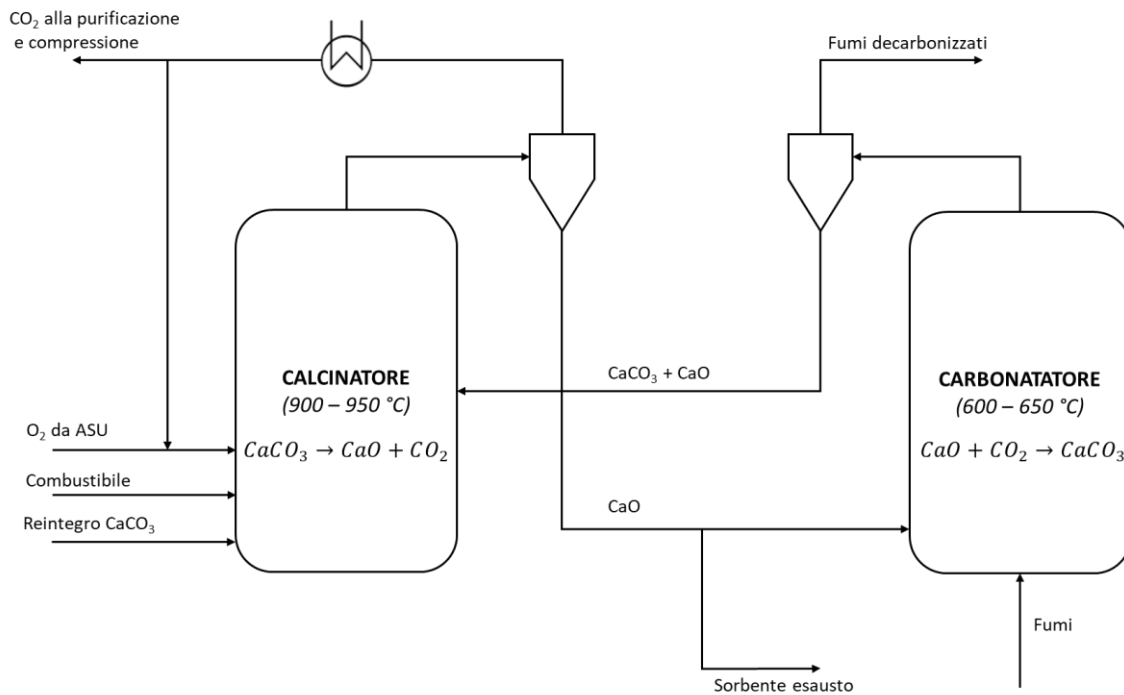 CO₂ alla purificazione
e compressione
Fumi decarbonizzati
CaCO₃ + CaO
CALCINATORE
(900 – 950 °C)
CaCO₃ → CaO + CO₂
CARBONATATORE
(600 – 650 °C)
CaO + CO₂ → CaCO₃
O₂ da ASU
Combustibile
Reintegro CaCO₃
CaO
Fumi
Sorbente esausto